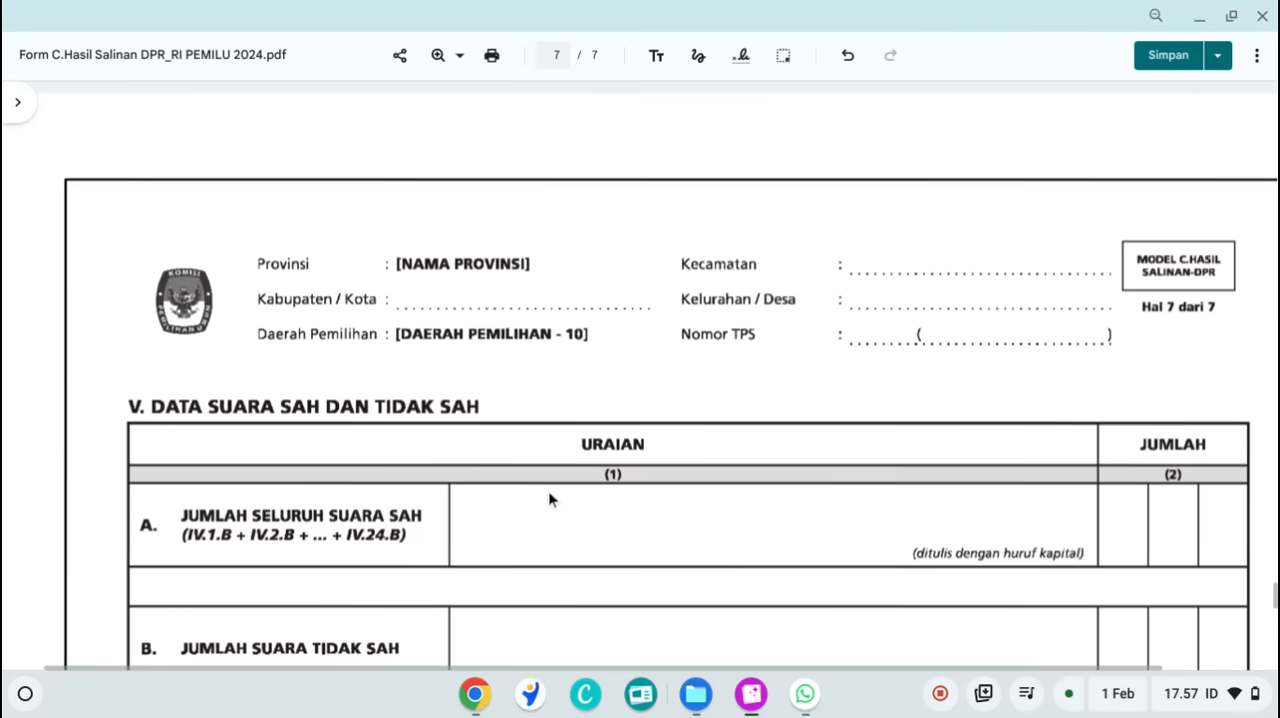 Form C.Hasil Salinan DPR_RI PEMILU 2024.pdf
7 / 7
Simpan
KOMISI
PEMILIHAN UMUM
Provinsi : [NAMA PROVINSI]
Kabupaten / Kota : ................................
Daerah Pemilihan : [DAERAH PEMILIHAN - 10]
Kecamatan : ................................
Kelurahan / Desa : ................................
Nomor TPS : ........(........................)
MODEL C.HASIL
SALINAN-DPR
Hal 7 dari 7
V. DATA SUARA SAH DAN TIDAK SAH
URAIAN JUMLAH
(1) (2)
A. JUMLAH SELURUH SUARA SAH
(IV.1.B + IV.2.B + ... + IV.24.B)
(ditulis dengan huruf kapital)
B. JUMLAH SUARA TIDAK SAH
1 Feb 17.57 ID